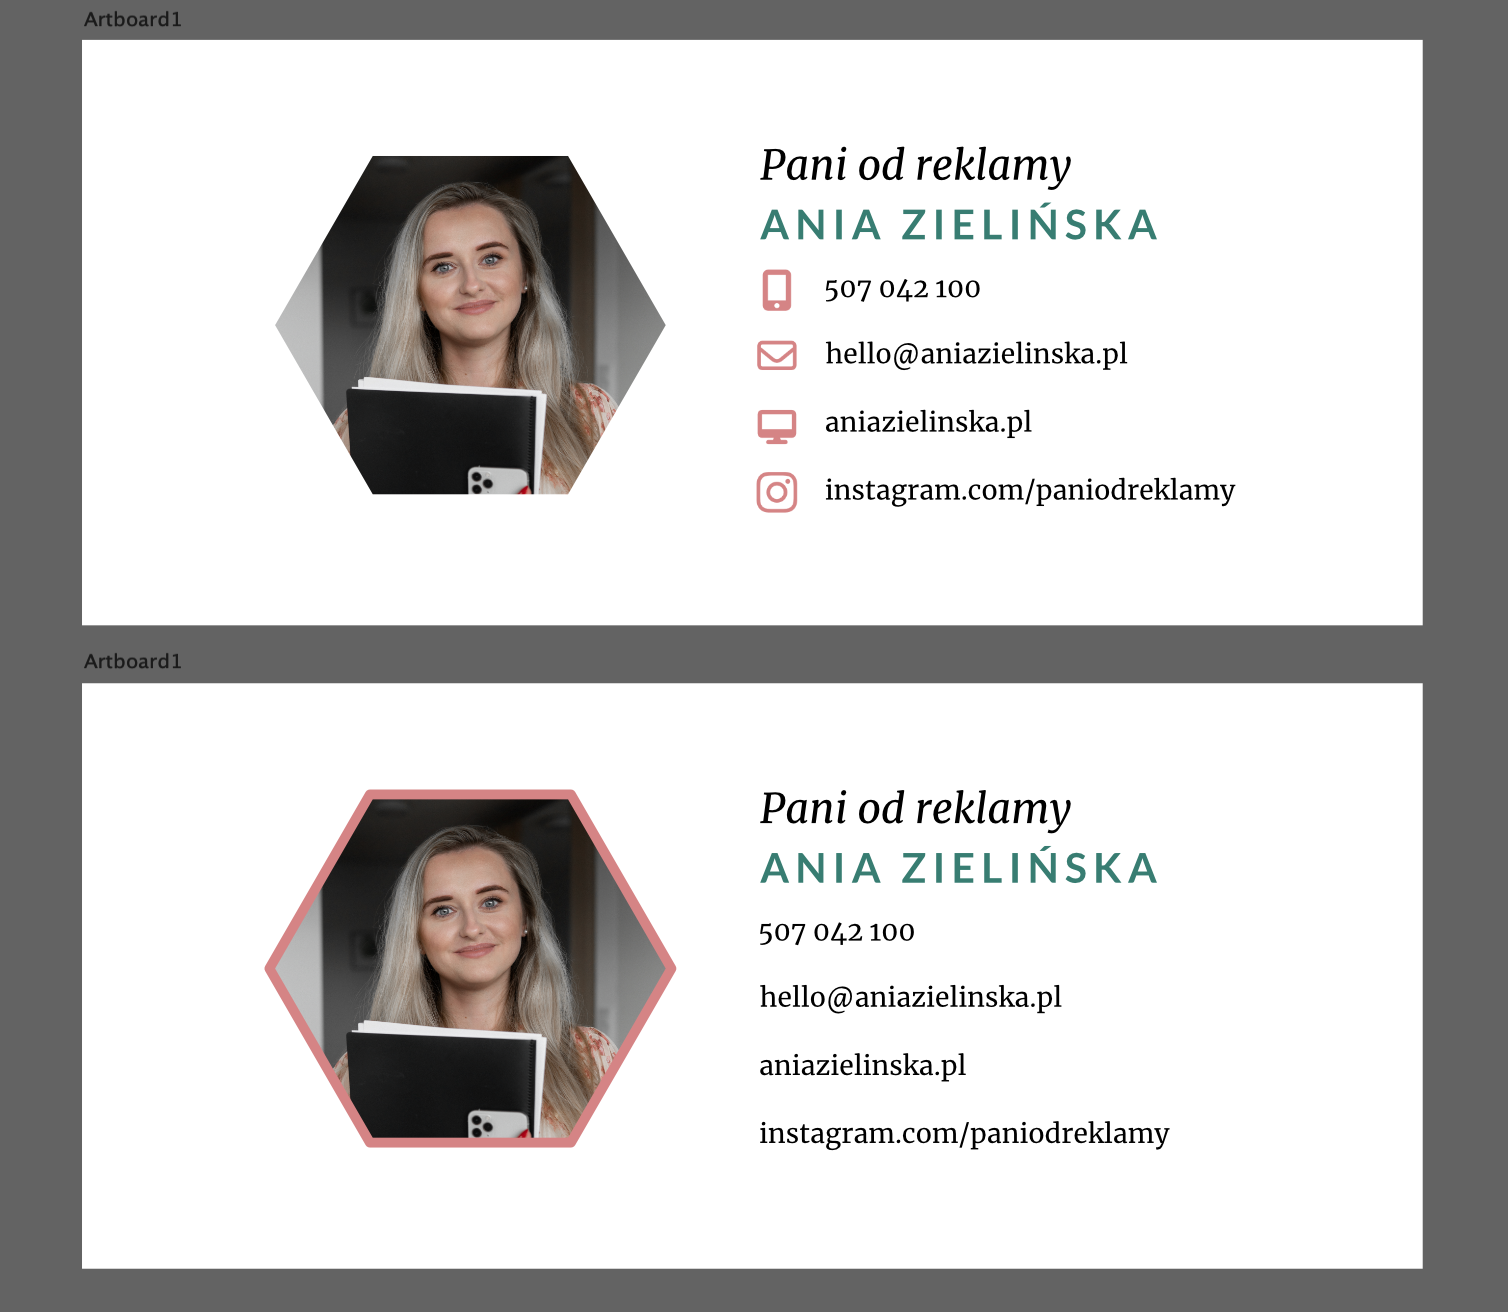 Artboard1
Pani od reklamy
ANIA ZIELIŃSKA
507 042 100
hello@aniazielinska.pl
aniazielinska.pl
instagram.com/paniodreklamy
Artboard1
Pani od reklamy
ANIA ZIELIŃSKA
507 042 100
hello@aniazielinska.pl
aniazielinska.pl
instagram.com/paniodreklamy